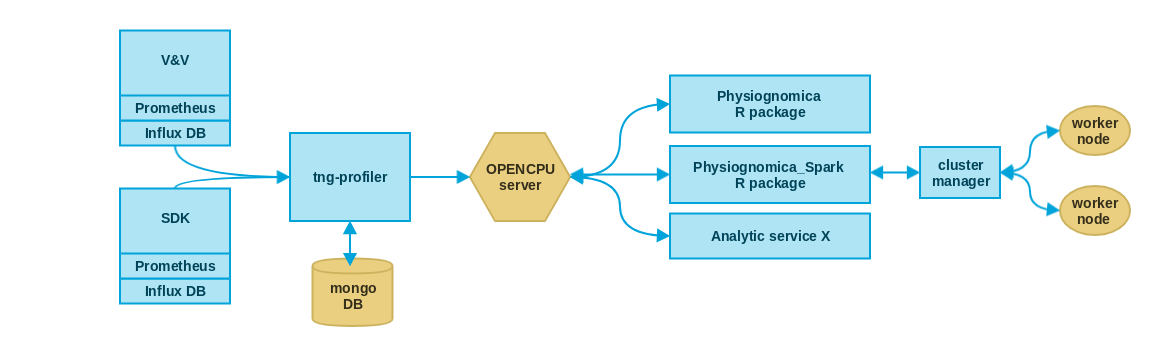 V&V
Prometheus
Influx DB
SDK
Prometheus
Influx DB
tng-profiler
mongo
DB
OPENCPU
server
Physiognomica
R package
Physiognomica_Spark
R package
Analytic service X
cluster
manager
worker
node
worker
node